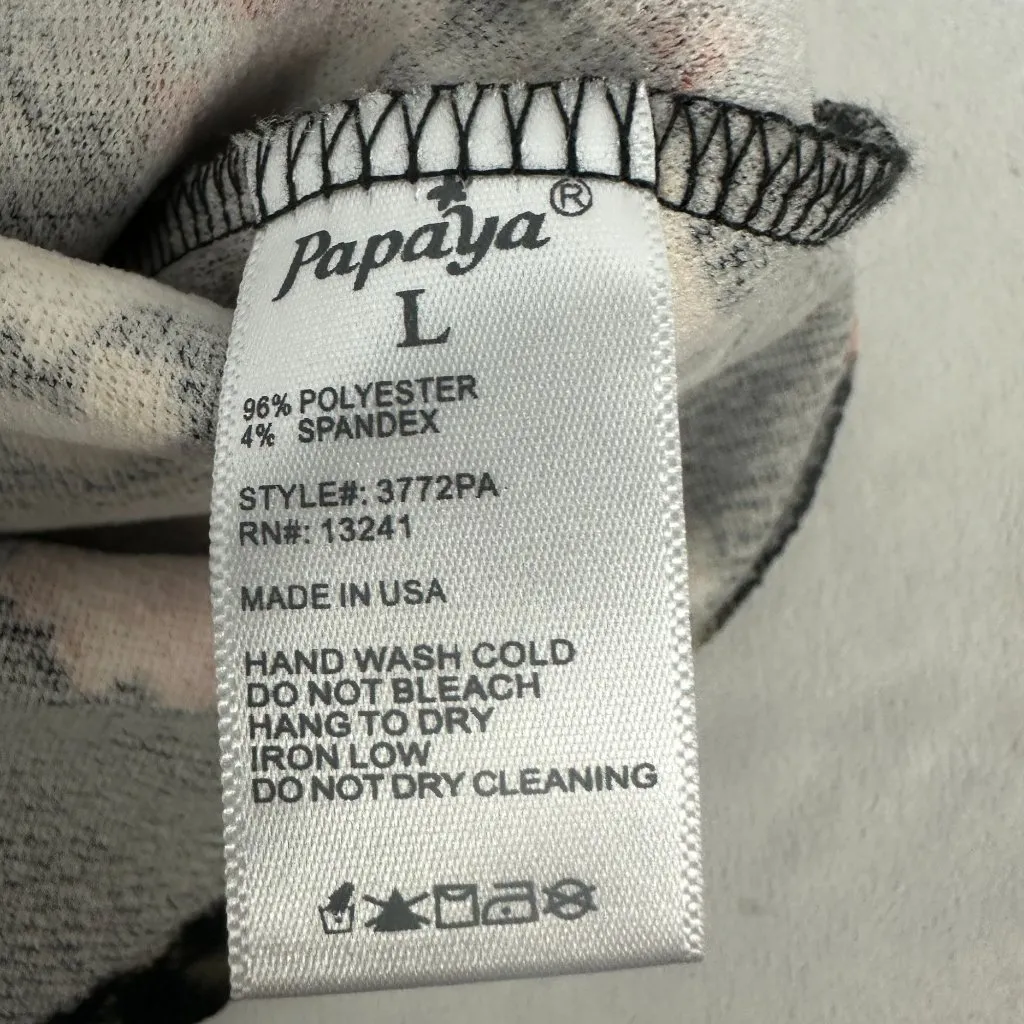 Papaya®
L
96% POLYESTER
4% SPANDEX
STYLE#: 3772PA
RN#: 13241
MADE IN USA
HAND WASH COLD
DO NOT BLEACH
HANG TO DRY
IRON LOW
DO NOT DRY CLEANING